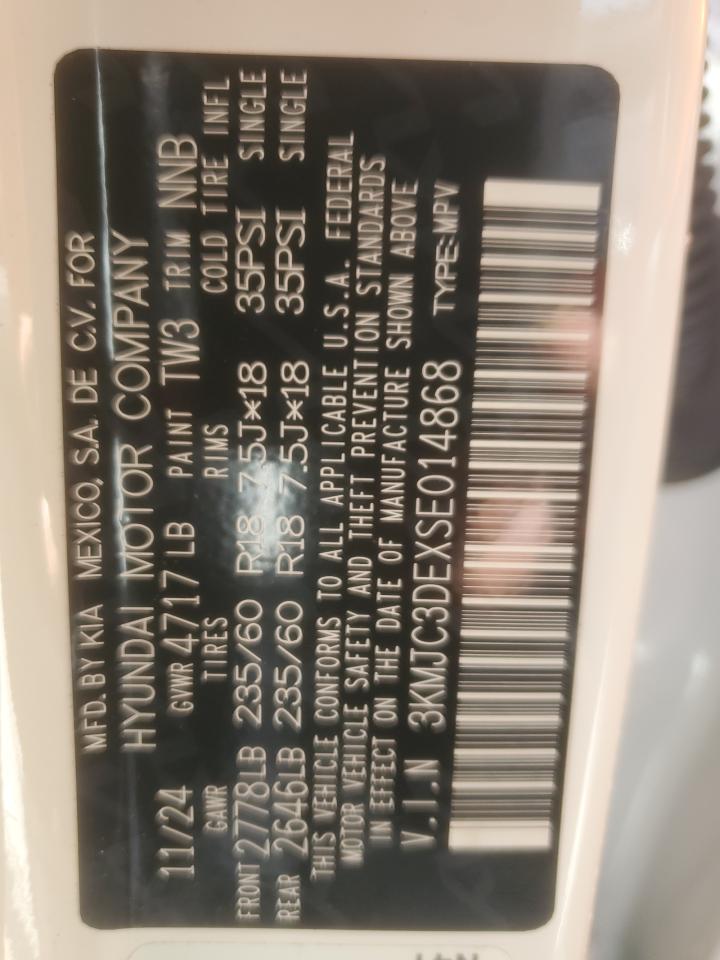 MFD. BY KIA MEXICO, S.A. DE C.V. FOR
HYUNDAI MOTOR COMPANY
11/24 GVWR 4717 LB PAINT TW3 TRIM NNB
GAWR TIRES RIMS COLD TIRE INFL
FRONT 2778LB 235/60 R18 7.5J*18 35PSI SINGLE
REAR 2646LB 235/60 R18 7.5J*18 35PSI SINGLE
THIS VEHICLE CONFORMS TO ALL APPLICABLE U.S.A. FEDERAL
MOTOR VEHICLE SAFETY AND THEFT PREVENTION STANDARDS
IN EFFECT ON THE DATE OF MANUFACTURE SHOWN ABOVE
V.I.N 3KMJC3DEXSE014868 TYPE:MPV